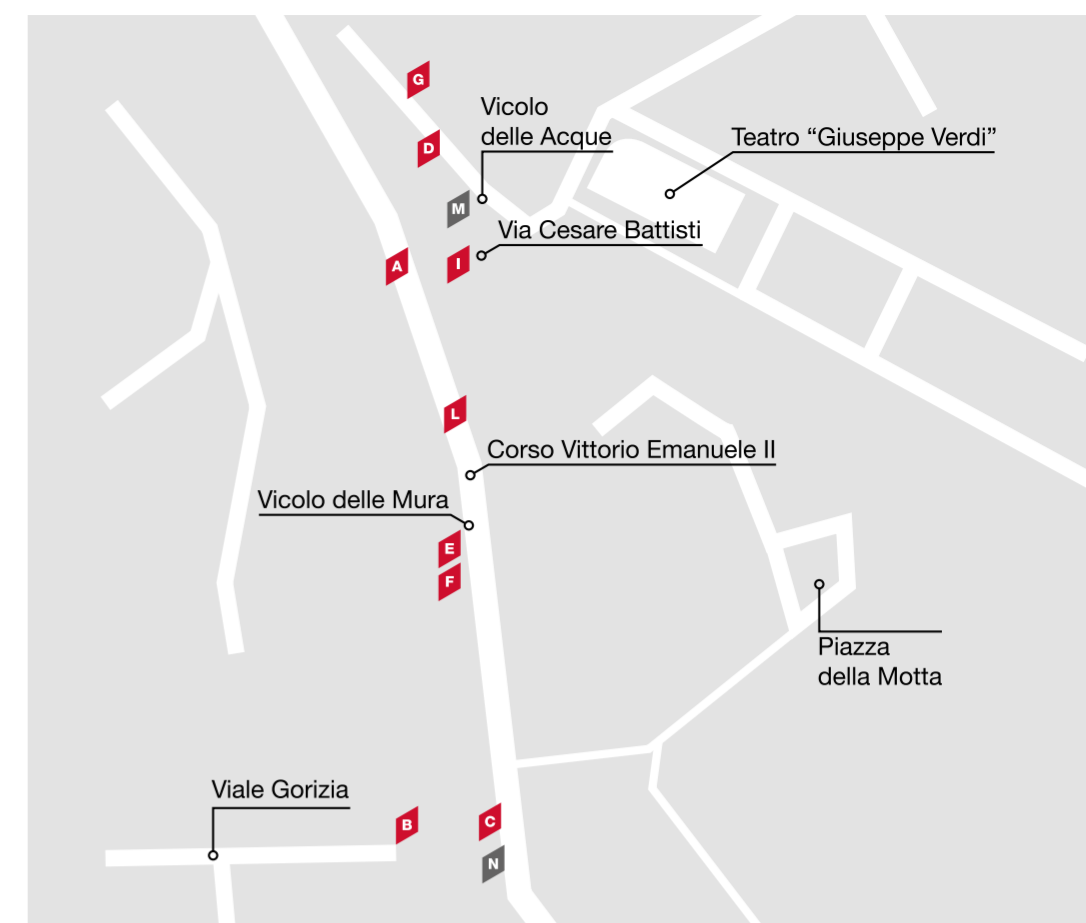 G
Vicolo
delle Acque
D
Teatro “Giuseppe Verdi”
M
Via Cesare Battisti
A
I
L
Corso Vittorio Emanuele II
Vicolo delle Mura
E
F
Piazza
della Motta
Viale Gorizia
B
C
N